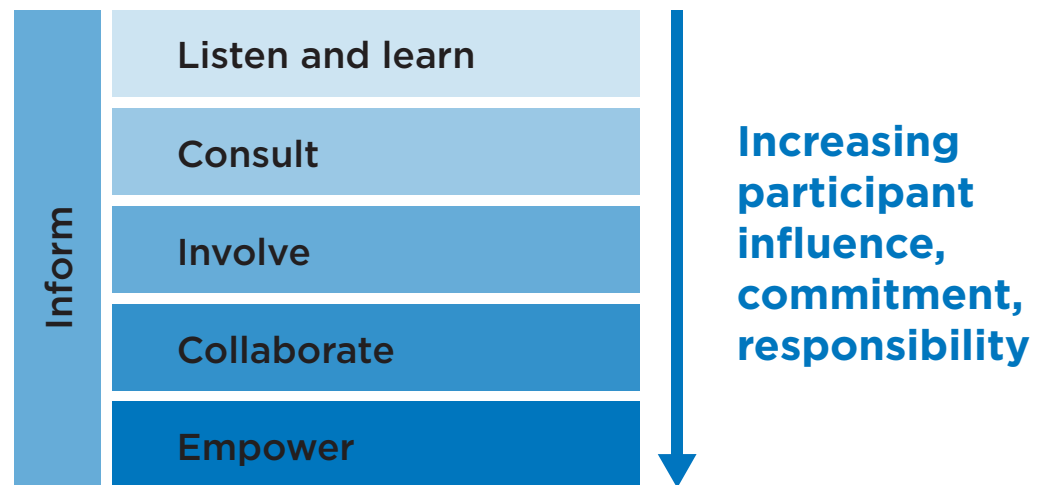 Inform
Listen and learn
Consult
Involve
Collaborate
Empower
Increasing
participant
influence,
commitment,
responsibility